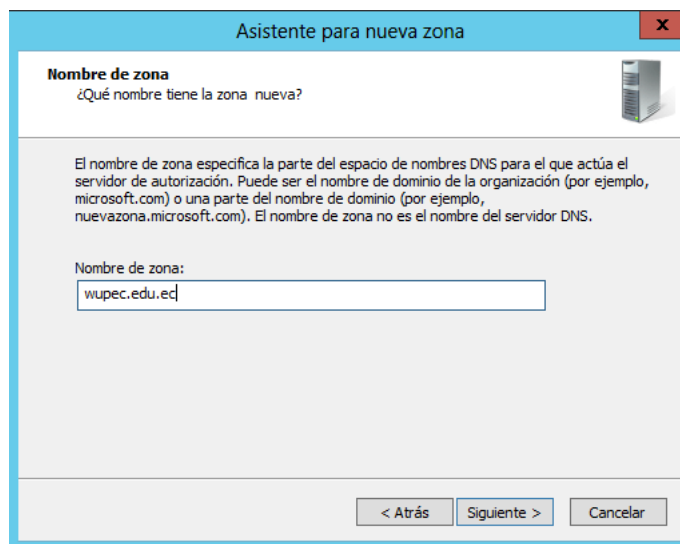 Asistente para nueva zona
x
Nombre de zona
¿Qué nombre tiene la zona nueva?
El nombre de zona especifica la parte del espacio de nombres DNS para el que actúa el
servidor de autorización. Puede ser el nombre de dominio de la organización (por ejemplo,
microsoft.com) o una parte del nombre de dominio (por ejemplo,
nuevazona.microsoft.com). El nombre de zona no es el nombre del servidor DNS.
Nombre de zona:
wupec.edu.ec
< Atrás Siguiente > Cancelar